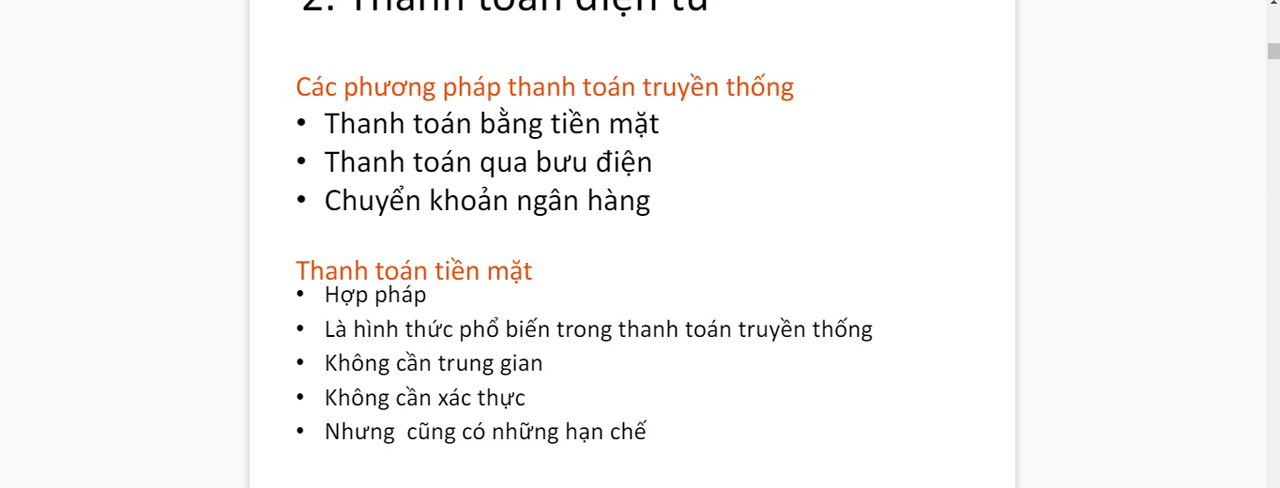 2. Thanh toán điện tử
Các phương pháp thanh toán truyền thống
• Thanh toán bằng tiền mặt
• Thanh toán qua bưu điện
• Chuyển khoản ngân hàng
Thanh toán tiền mặt
• Hợp pháp
• Là hình thức phổ biến trong thanh toán truyền thống
• Không cần trung gian
• Không cần xác thực
• Nhưng  cũng có những hạn chế